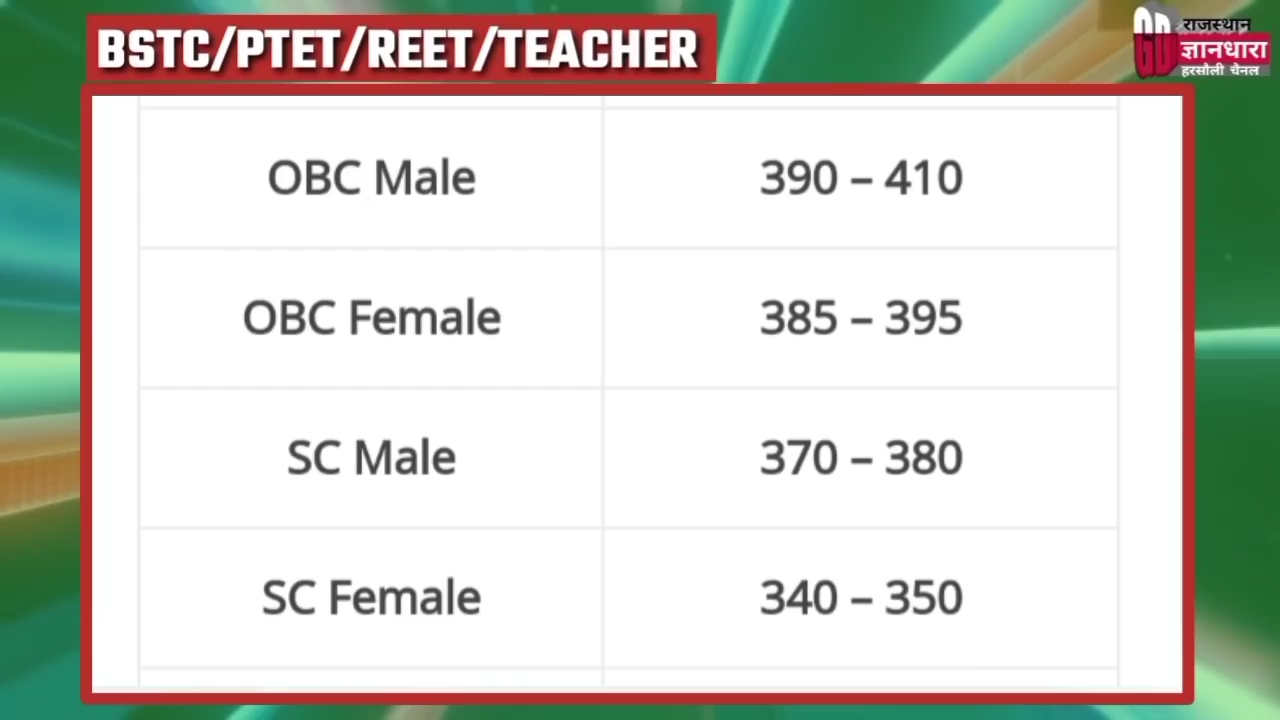 BSTC/PTET/REET/TEACHER
GD
राजस्थान
ज्ञानधारा
हरसौली चैनल
OBC Male 390 – 410
OBC Female 385 – 395
SC Male 370 – 380
SC Female 340 – 350